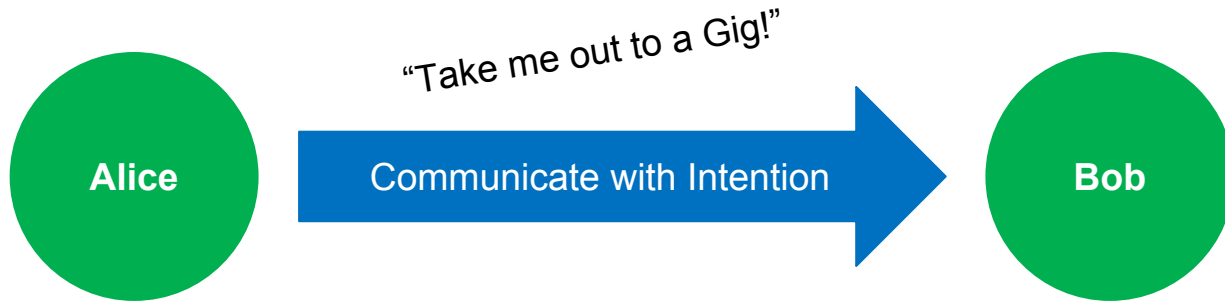 “Take me out to a Gig!”
Alice
Communicate with Intention
Bob